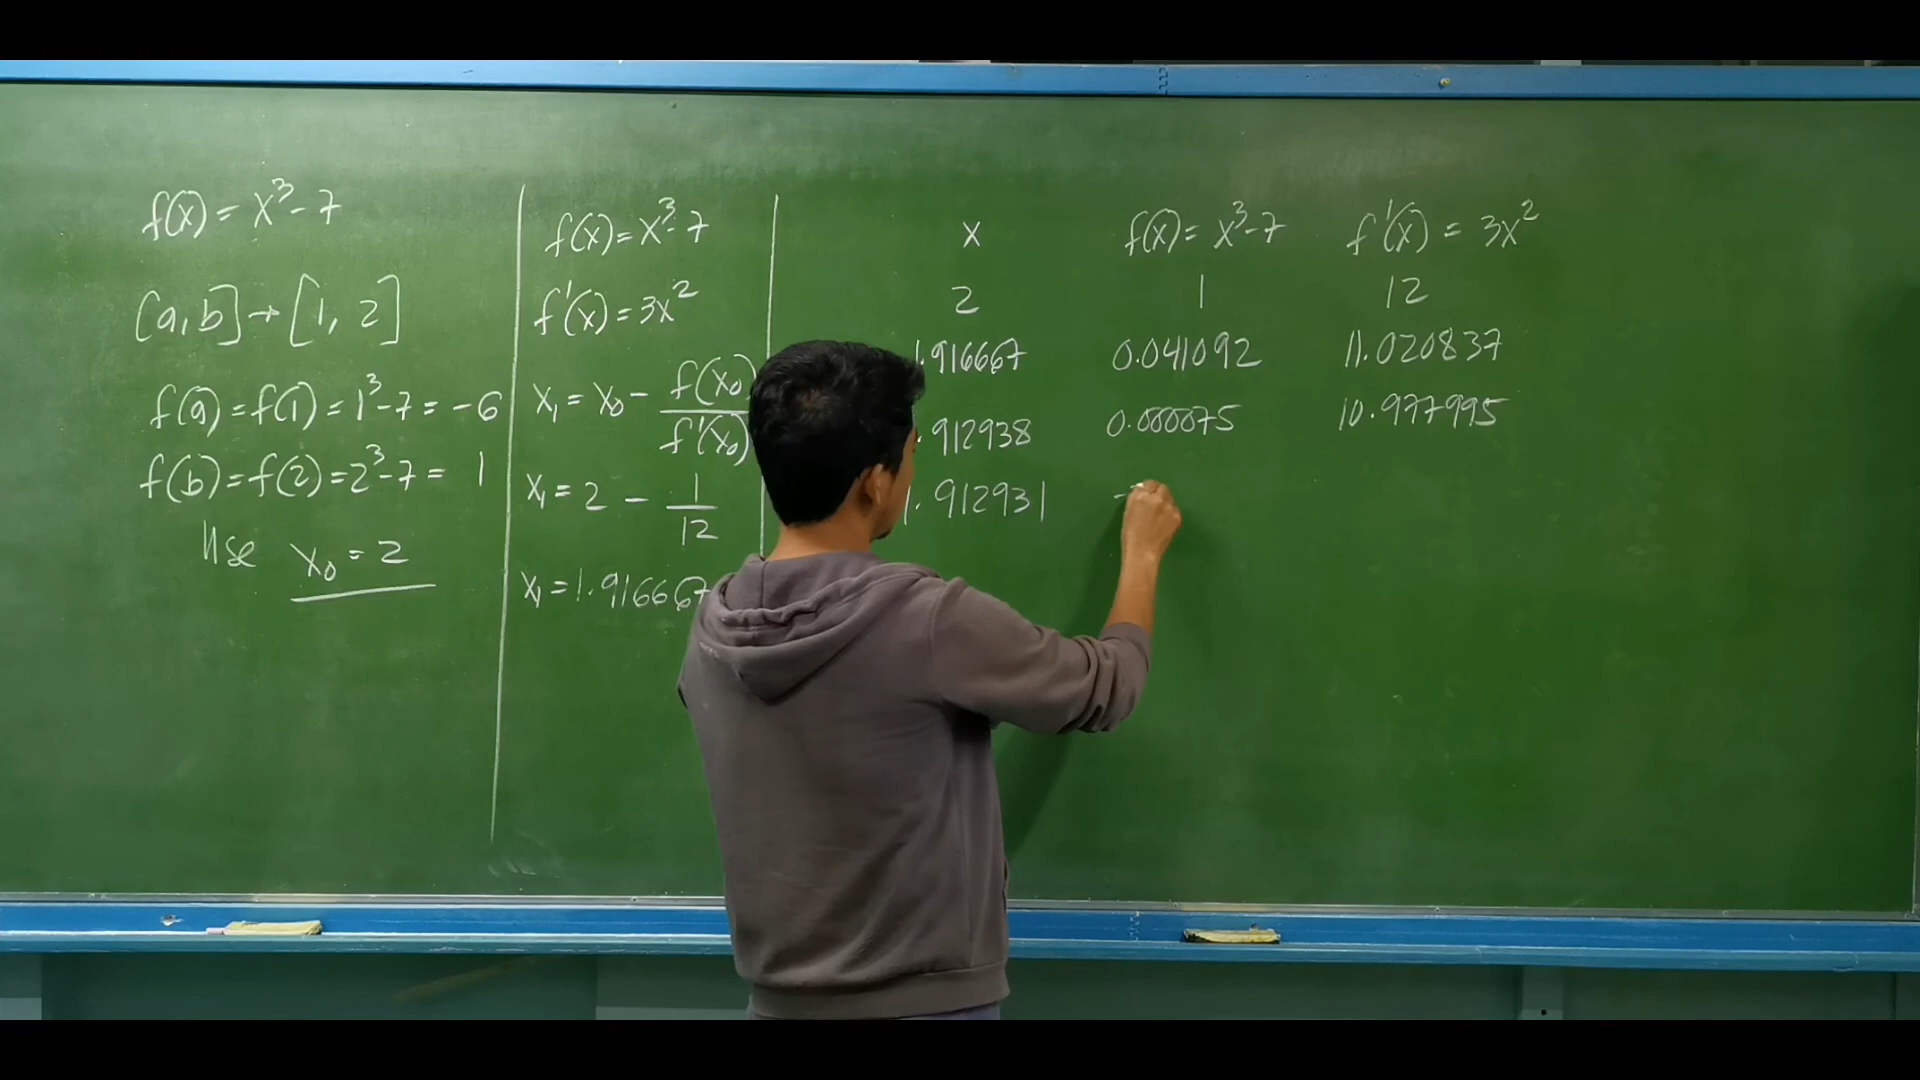 f(x) = x³-7
[a,b] → [1, 2]
f(a) = f(1) = 1³-7 = -6
f(b) = f(2) = 2³-7 = 1
Use x₀ = 2
f(x) = x³-7
f'(x) = 3x²
x₁ = x₀ - f(x₀)/f'(x₀)
x₁ = 2 - 1/12
x₁ = 1.916667
x f(x) = x³-7 f'(x) = 3x²
2 1 12
1.916667 0.041092 11.020837
.912938 0.000075 10.977995
1.912931 -